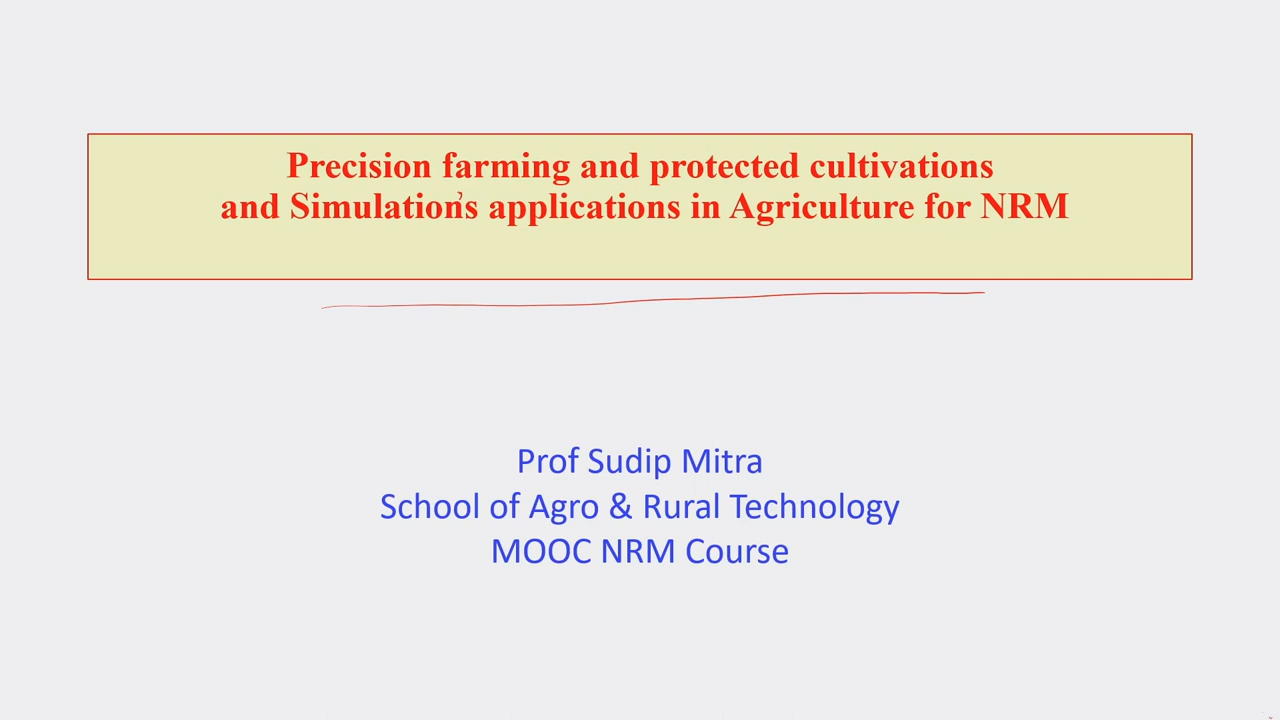 Precision farming and protected cultivations
and Simulations applications in Agriculture for NRM
Prof Sudip Mitra
School of Agro & Rural Technology
MOOC NRM Course